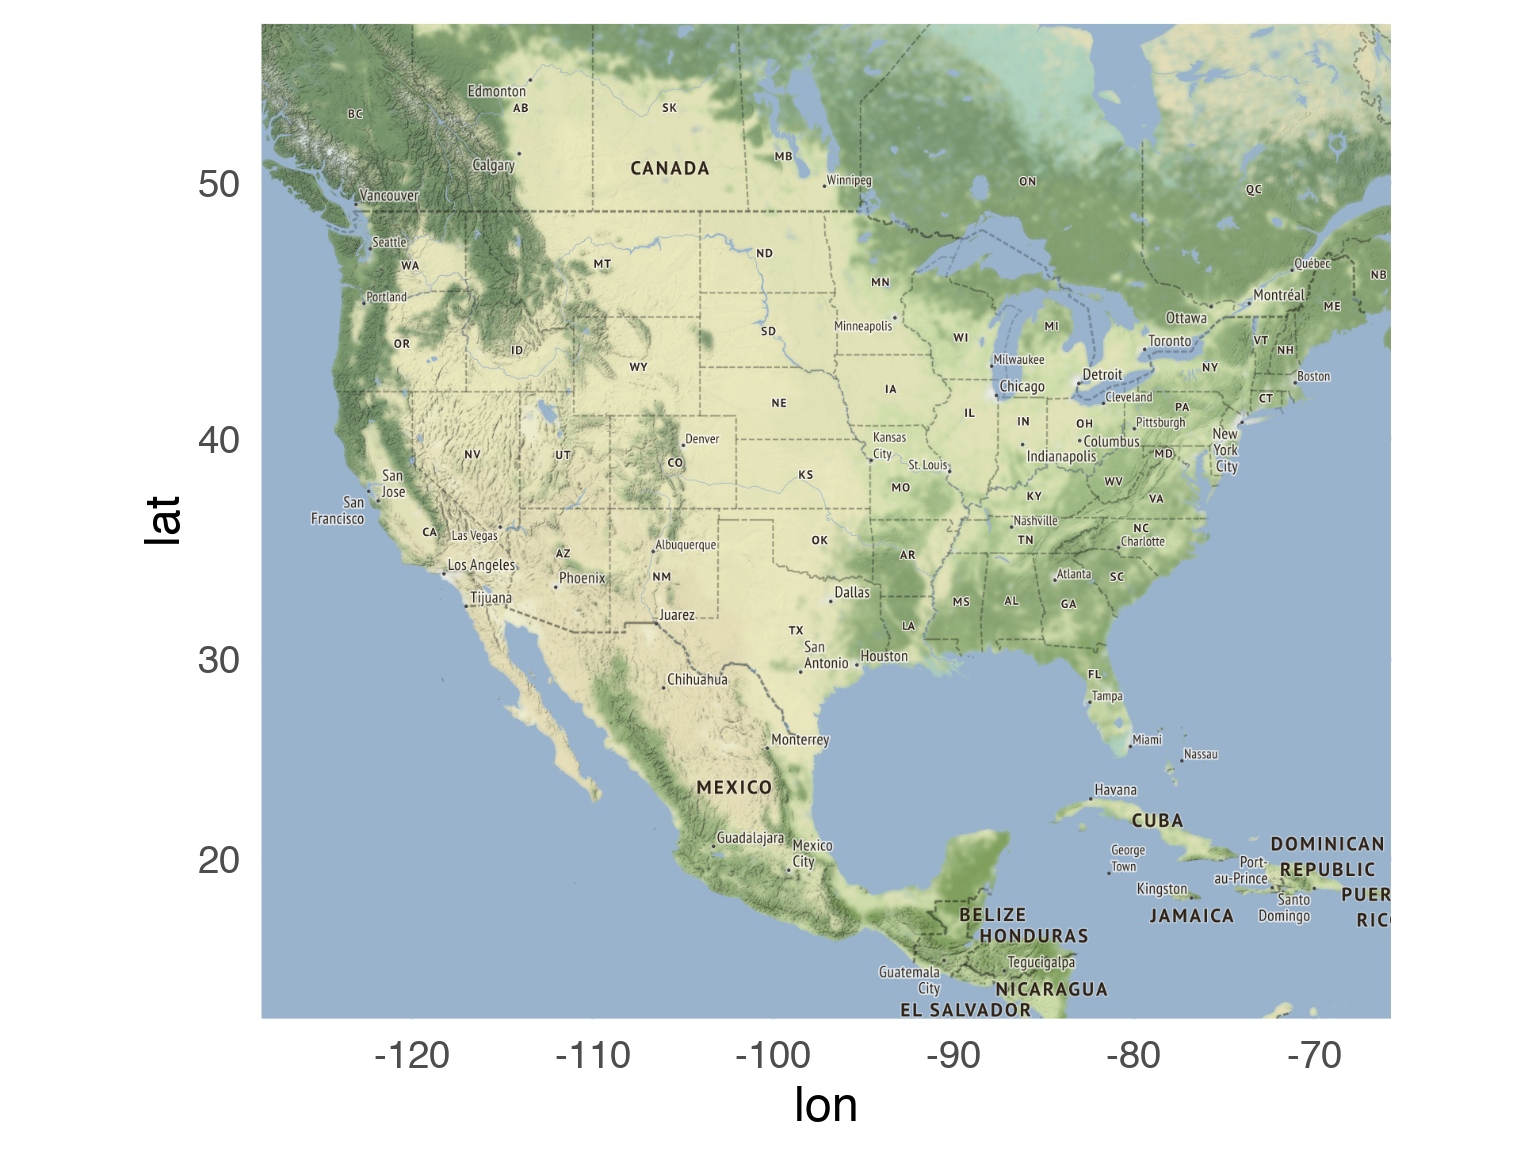 Edmonton
AB
SK
BC
CANADA
MB
Calgary
Winnipeg
ON
QC
Vancouver
Seattle
WA
MT
ND
MN
Québec
NB
Portland
Montréal
ME
Ottawa
OR
ID
WY
SD
Minneapolis
WI
MI
Toronto
VT
NH
NY
Milwaukee
Chicago
Detroit
Boston
NE
IA
IL
IN
OH
Cleveland
PA
CT
Pittsburgh
Columbus
Indianapolis
New
York
City
MD
NV
UT
CO
Denver
KS
Kansas
City
St. Louis
MO
KY
WV
VA
San
Jose
San
Francisco
CA
Las Vegas
AZ
Albuquerque
OK
AR
Nashville
TN
NC
Charlotte
Los Angeles
Phoenix
NM
Atlanta
SC
Tijuana
Juarez
Dallas
MS
AL
GA
TX
LA
San
Antonio
Houston
Chihuahua
FL
Tampa
Monterrey
Miami
Nassau
MEXICO
Havana
CUBA
Guadalajara
Mexico
City
George
Town
DOMINICAN
REPUBLIC
Port-
au-Prince
Kingston
JAMAICA
Santo
Domingo
PUER
RIC
BELIZE
HONDURAS
Tegucigalpa
Guatemala
City
NICARAGUA
EL SALVADOR
50
40
30
20
lat
-120 -110 -100 -90 -80 -70
lon